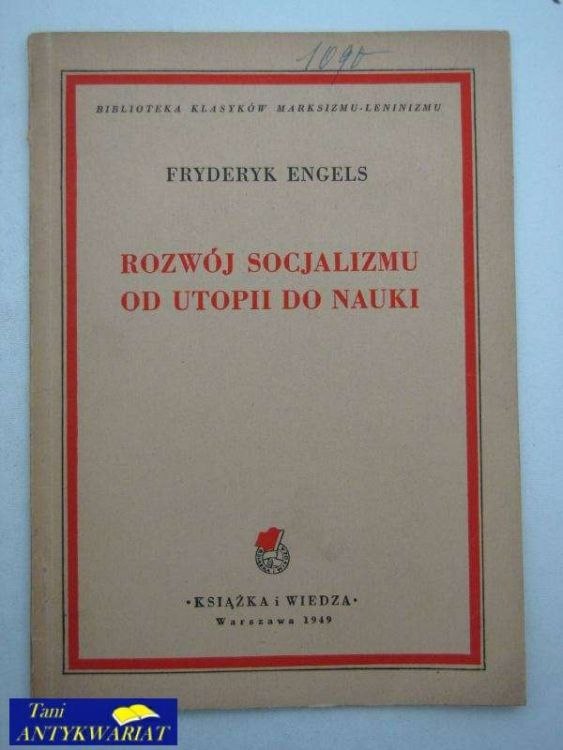 1090
BIBLIOTEKA KLASYKÓW MARKSIZMU-LENINIZMU
FRYDERYK ENGELS
ROZWÓJ SOCJALIZMU
OD UTOPII DO NAUKI
•KSIĄŻKA i WIEDZA•
Warszawa 1949
Tani
ANTYKWARIAT